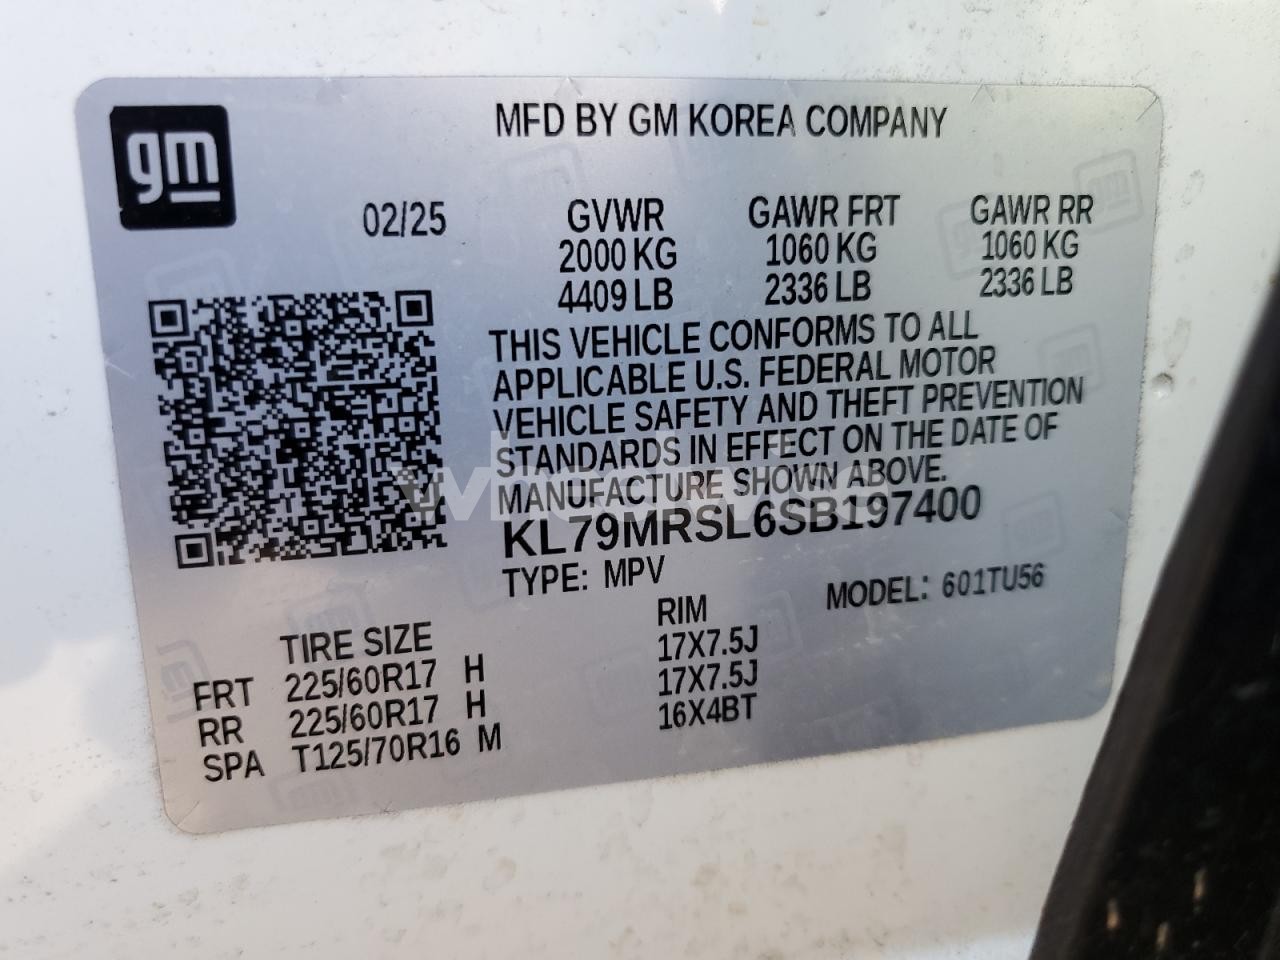 gm
MFD BY GM KOREA COMPANY
02/25 GVWR GAWR FRT GAWR RR
2000 KG 1060 KG 1060 KG
4409 LB 2336 LB 2336 LB
THIS VEHICLE CONFORMS TO ALL
APPLICABLE U.S. FEDERAL MOTOR
VEHICLE SAFETY AND THEFT PREVENTION
STANDARDS IN EFFECT ON THE DATE OF
MANUFACTURE SHOWN ABOVE.
KL79MRSL6SB197400
TYPE: MPV MODEL: 601TU56
TIRE SIZE RIM
FRT 225/60R17 H 17X7.5J
RR 225/60R17 H 17X7.5J
SPA T125/70R16 M 16X4BT